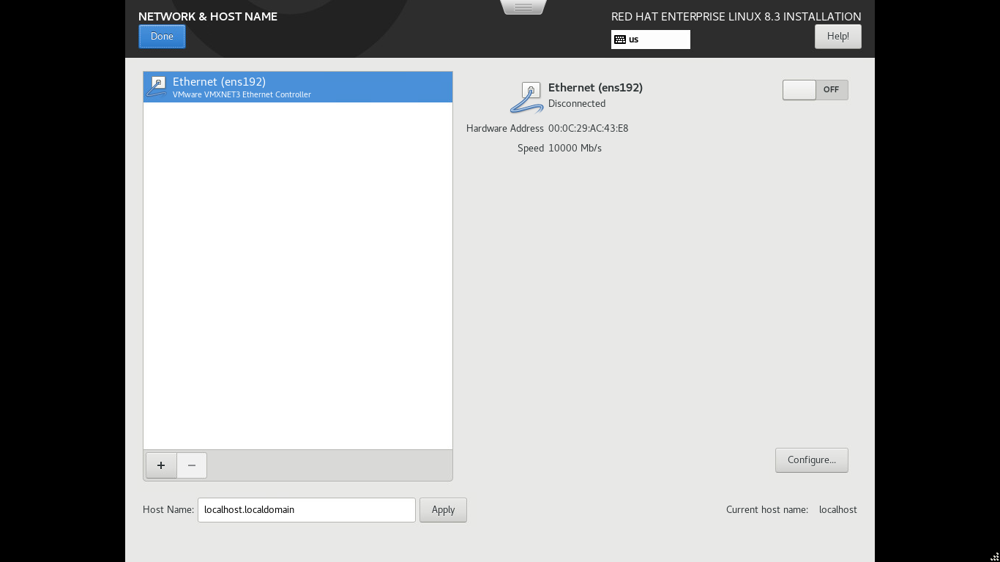 NETWORK & HOST NAME
RED HAT ENTERPRISE LINUX 8.3 INSTALLATION
Done
us
Help!
Ethernet (ens192)
VMware VMXNET3 Ethernet Controller
Ethernet (ens192)
Disconnected
OFF
Hardware Address 00:0C:29:AC:43:E8
Speed 10000 Mb/s
+ −
Configure...
Host Name: localhost.localdomain Apply
Current host name: localhost